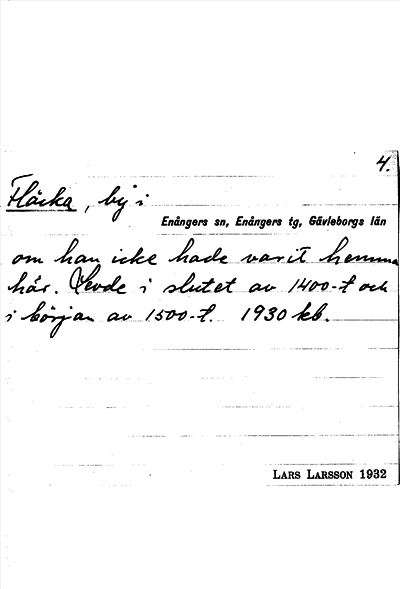 4.
Fläcka, by i
Enångers sn, Enångers tg, Gävleborgs län
om han icke hade varit hemma
här. Levde i slutet av 1400-t och
i början av 1500-t. 1930 kb.
LARS LARSSON 1932